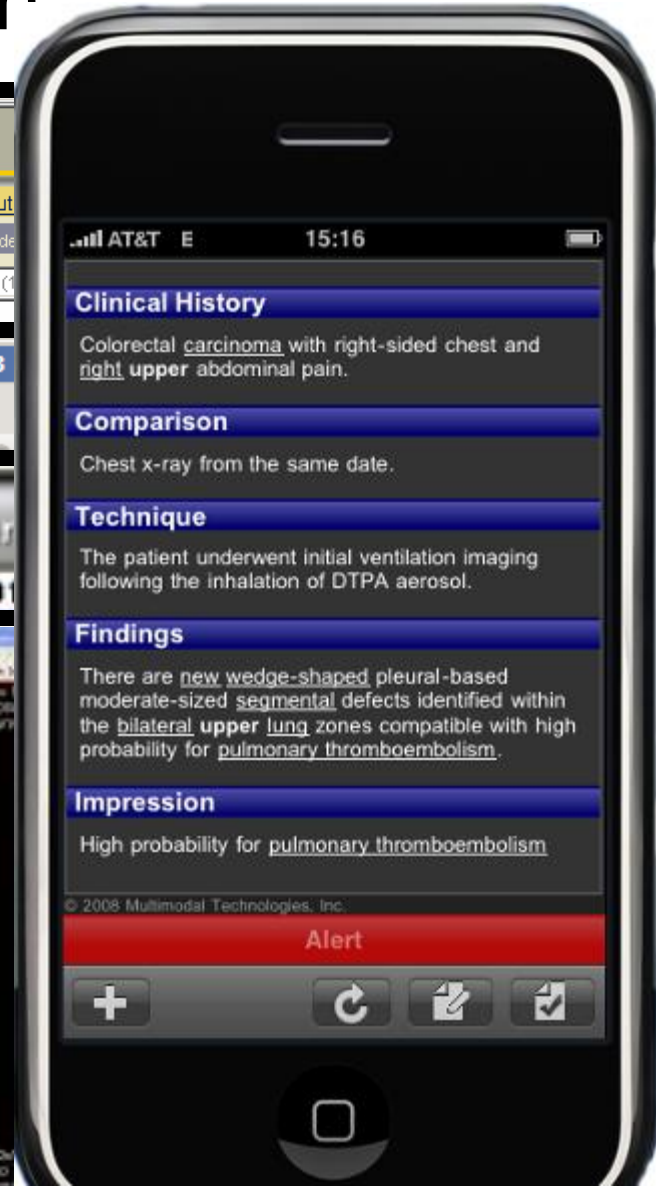 AT&T E 15:16
Clinical History
Colorectal carcinoma with right-sided chest and
right upper abdominal pain.
Comparison
Chest x-ray from the same date.
Technique
The patient underwent initial ventilation imaging
following the inhalation of DTPA aerosol.
Findings
There are new wedge-shaped pleural-based
moderate-sized segmental defects identified within
the bilateral upper lung zones compatible with high
probability for pulmonary thromboembolism.
Impression
High probability for pulmonary thromboembolism
© 2008 Multimodal Technologies, Inc.
Alert